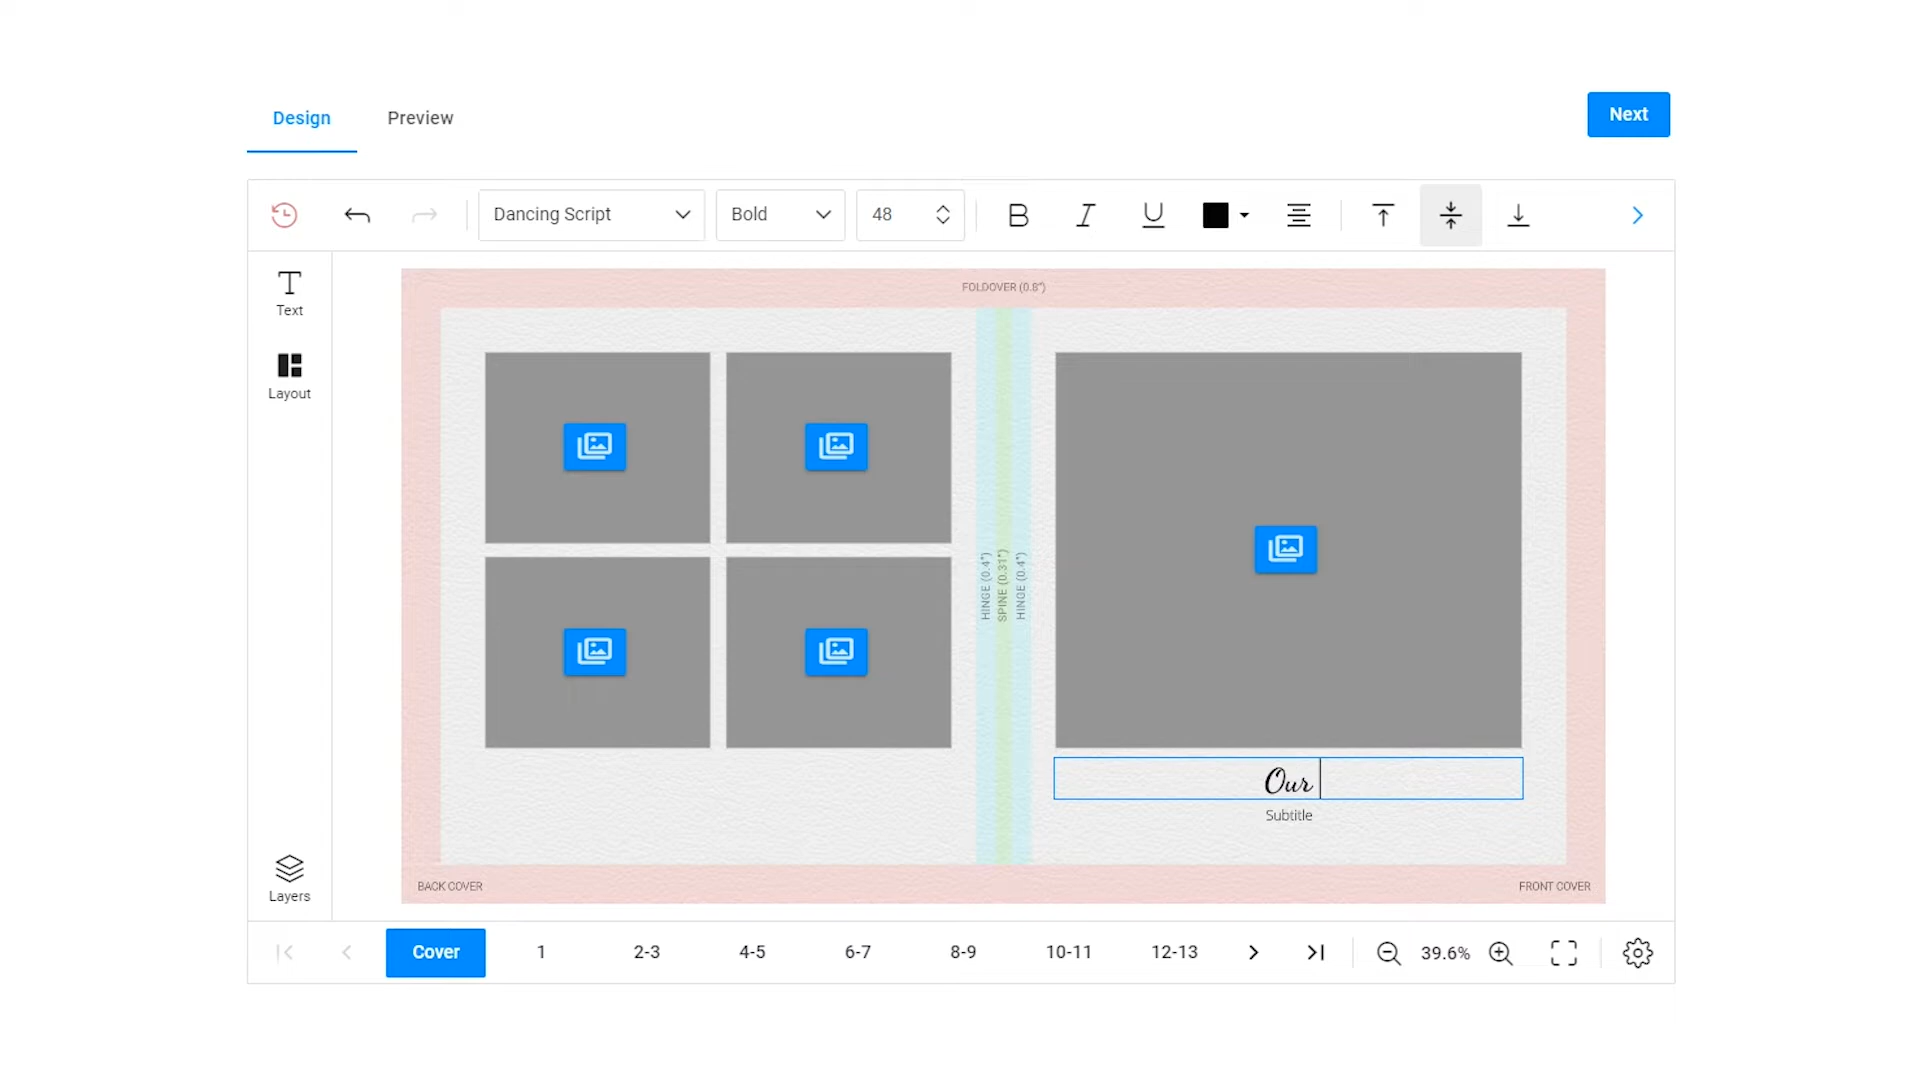 Design Preview Next
Dancing Script Bold 48 B I U
Text
Layout
Layers
FOLDOVER (0.8")
HINGE (0.4")
SPINE (0.31")
HINGE (0.4")
Our
Subtitle
BACK COVER FRONT COVER
Cover 1 2-3 4-5 6-7 8-9 10-11 12-13 39.6%